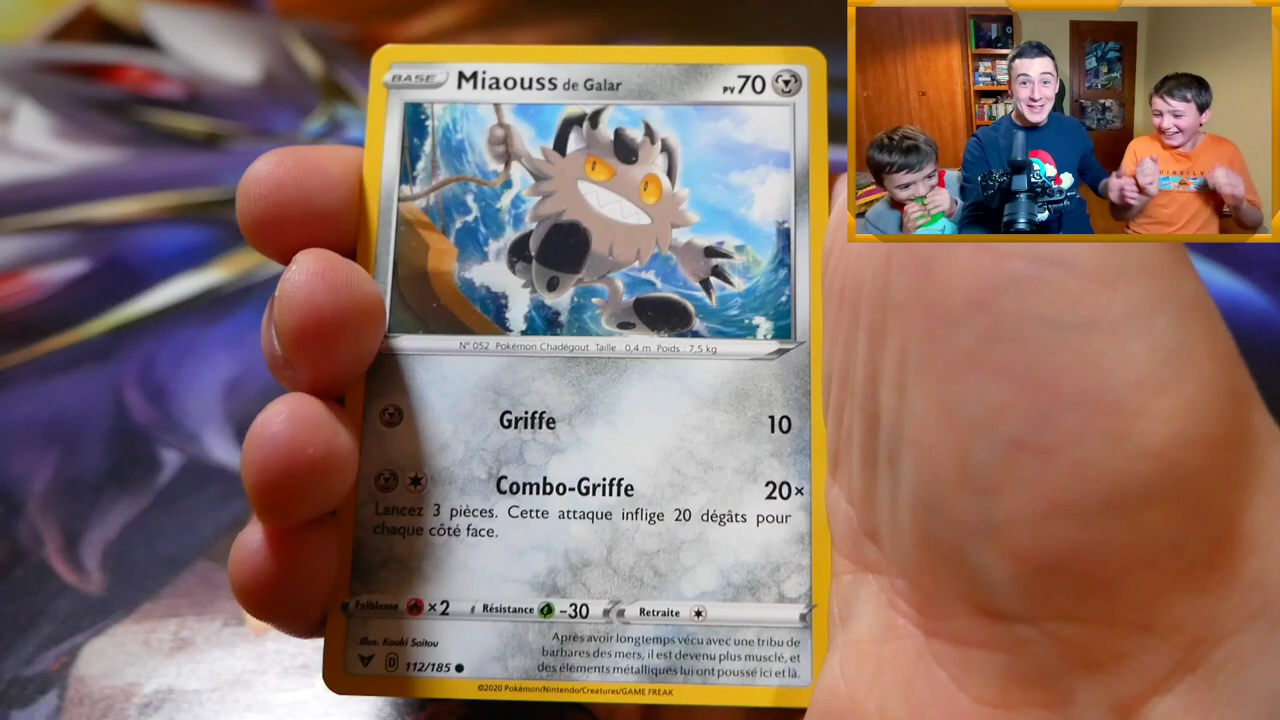 BASE Miaouss de Galar PV 70
N° 052 Pokémon Chadégout Taille : 0,4 m Poids : 7,5 kg
Griffe 10
Combo-Griffe 20×
Lancez 3 pièces. Cette attaque inflige 20 dégâts pour
chaque côté face.
Faiblesse ×2 Résistance -30 Retraite
Illus. Kouki Saitou
D 112/185
Après avoir longtemps vécu avec une tribu de
barbares des mers, il est devenu plus musclé, et
des éléments métalliques lui ont poussé ici et là.
©2020 Pokémon/Nintendo/Creatures/GAME FREAK
QUIKSILV